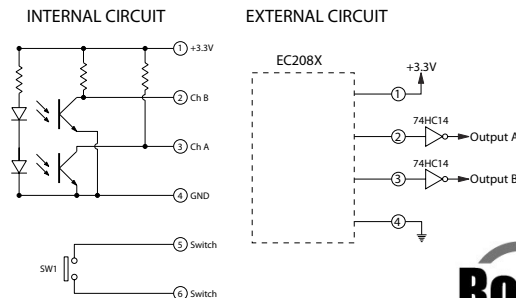 INTERNAL CIRCUIT
1 +3.3V
2 Ch B
3 Ch A
4 GND
5 Switch
SW1
6 Switch
EXTERNAL CIRCUIT
EC208X
+3.3V
1
74HC14
2 Output A
74HC14
3 Output B
4